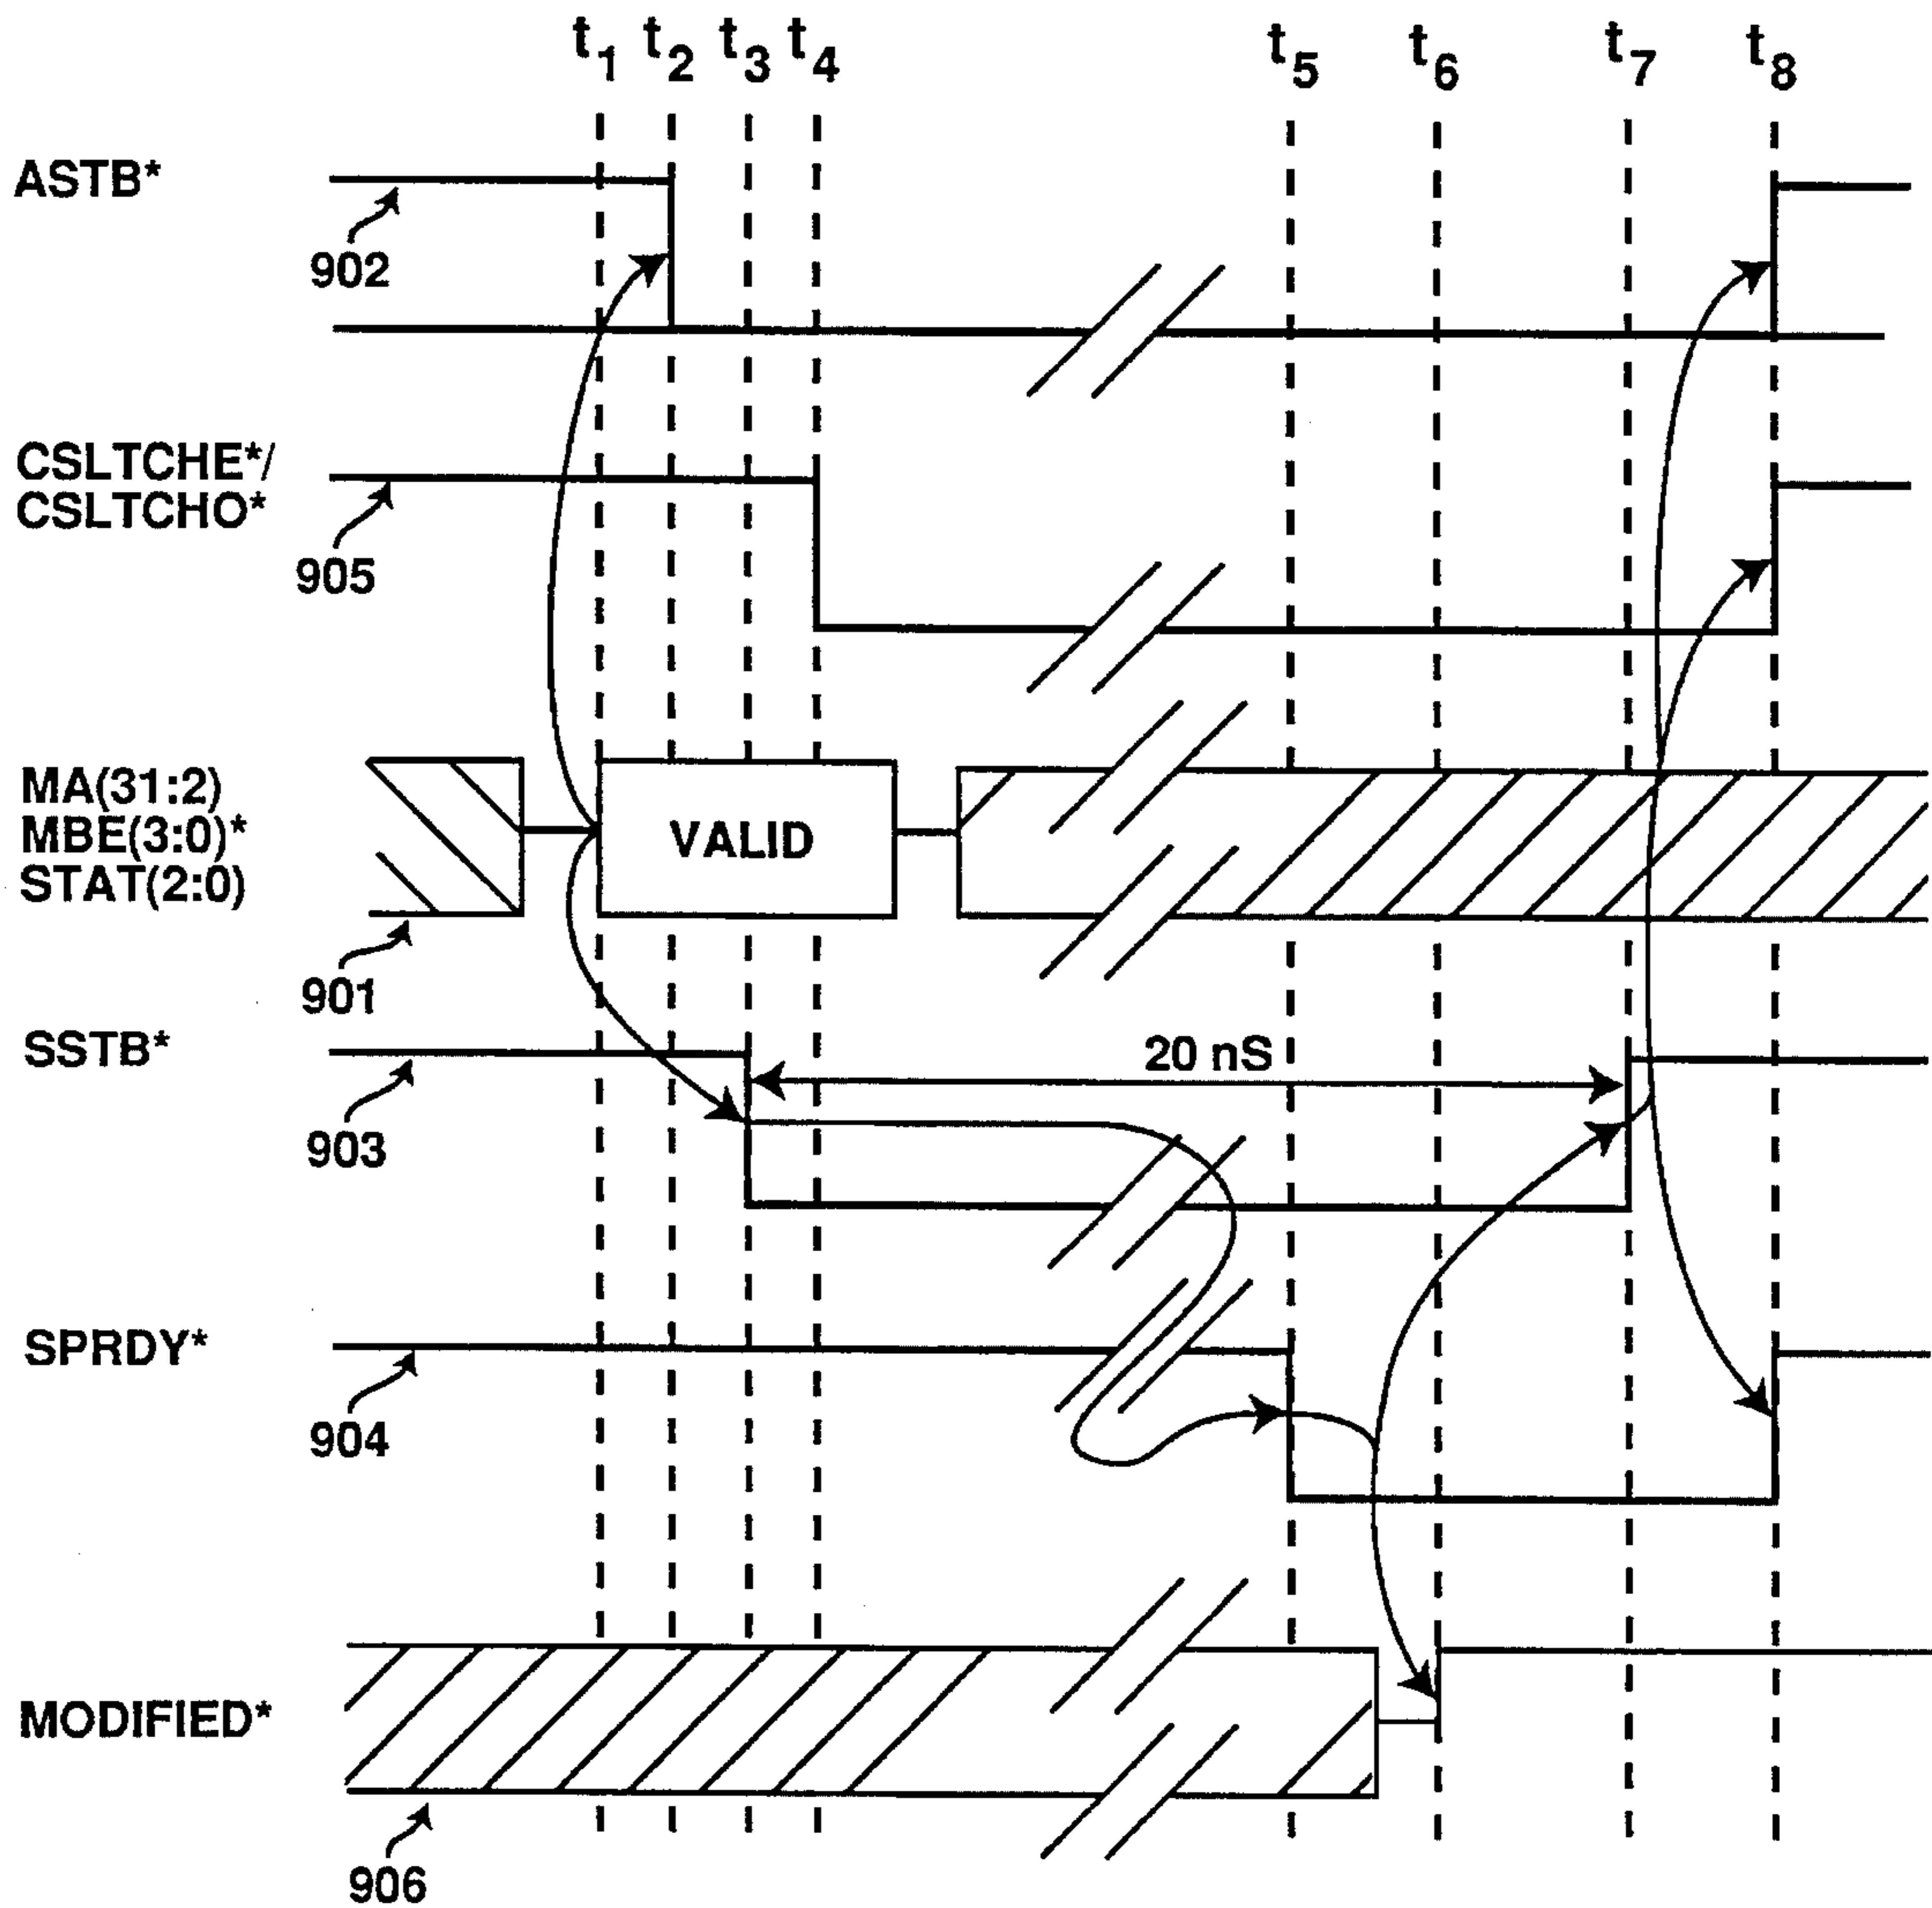 t1 t2 t3 t4 t5 t6 t7 t8
ASTB*
902
CSLTCHE*/
CSLTCHO*
905
MA(31:2)
MBE(3:0)*
STAT(2:0)
VALID
901
SSTB*
20 nS
903
SPRDY*
904
MODIFIED*
906